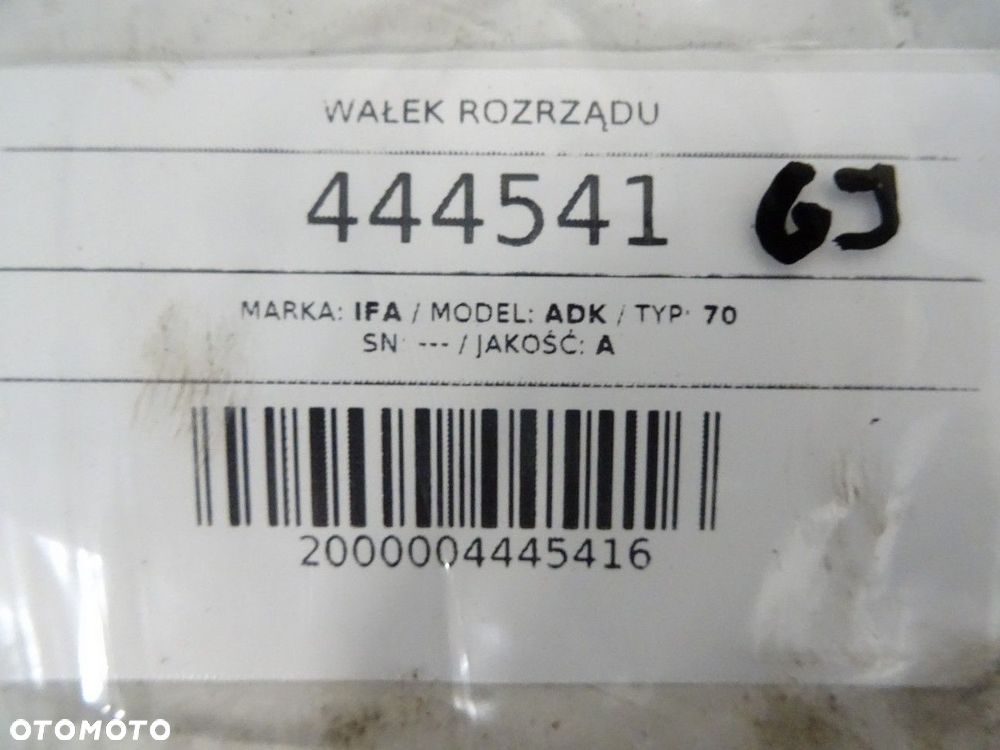 WAŁEK ROZRZĄDU
444541 GJ
MARKA: IFA / MODEL: ADK / TYP: 70
SN: --- / JAKOŚĆ: A
2000004445416
OTOMOTO